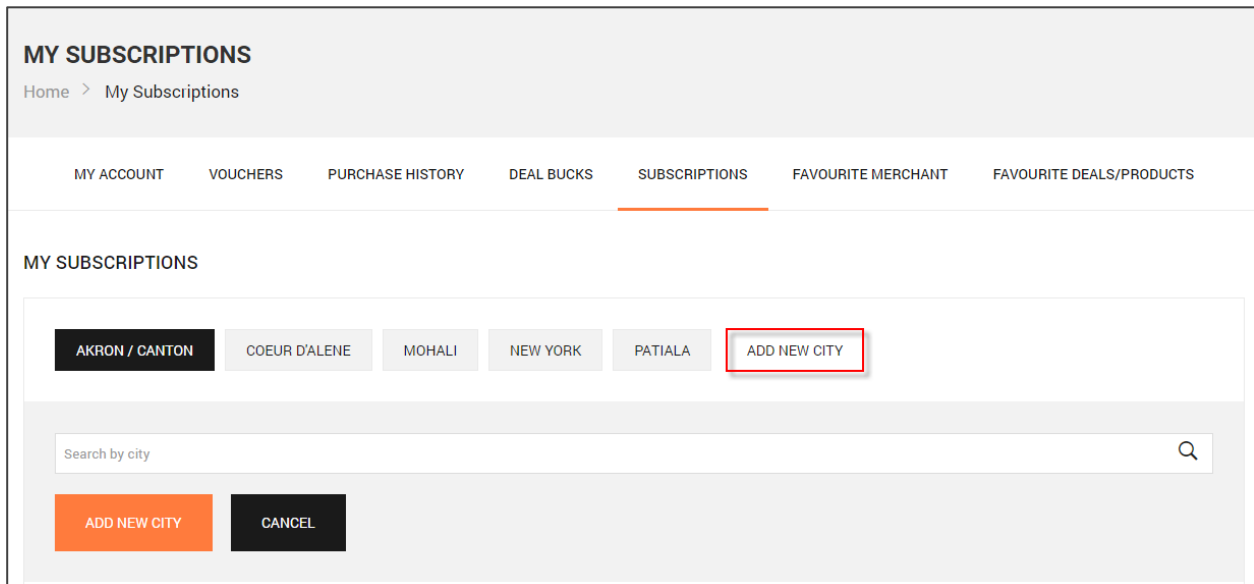 MY SUBSCRIPTIONS
Home > My Subscriptions
MY ACCOUNT VOUCHERS PURCHASE HISTORY DEAL BUCKS SUBSCRIPTIONS FAVOURITE MERCHANT FAVOURITE DEALS/PRODUCTS
MY SUBSCRIPTIONS
AKRON / CANTON COEUR D'ALENE MOHALI NEW YORK PATIALA ADD NEW CITY
Search by city
ADD NEW CITY CANCEL